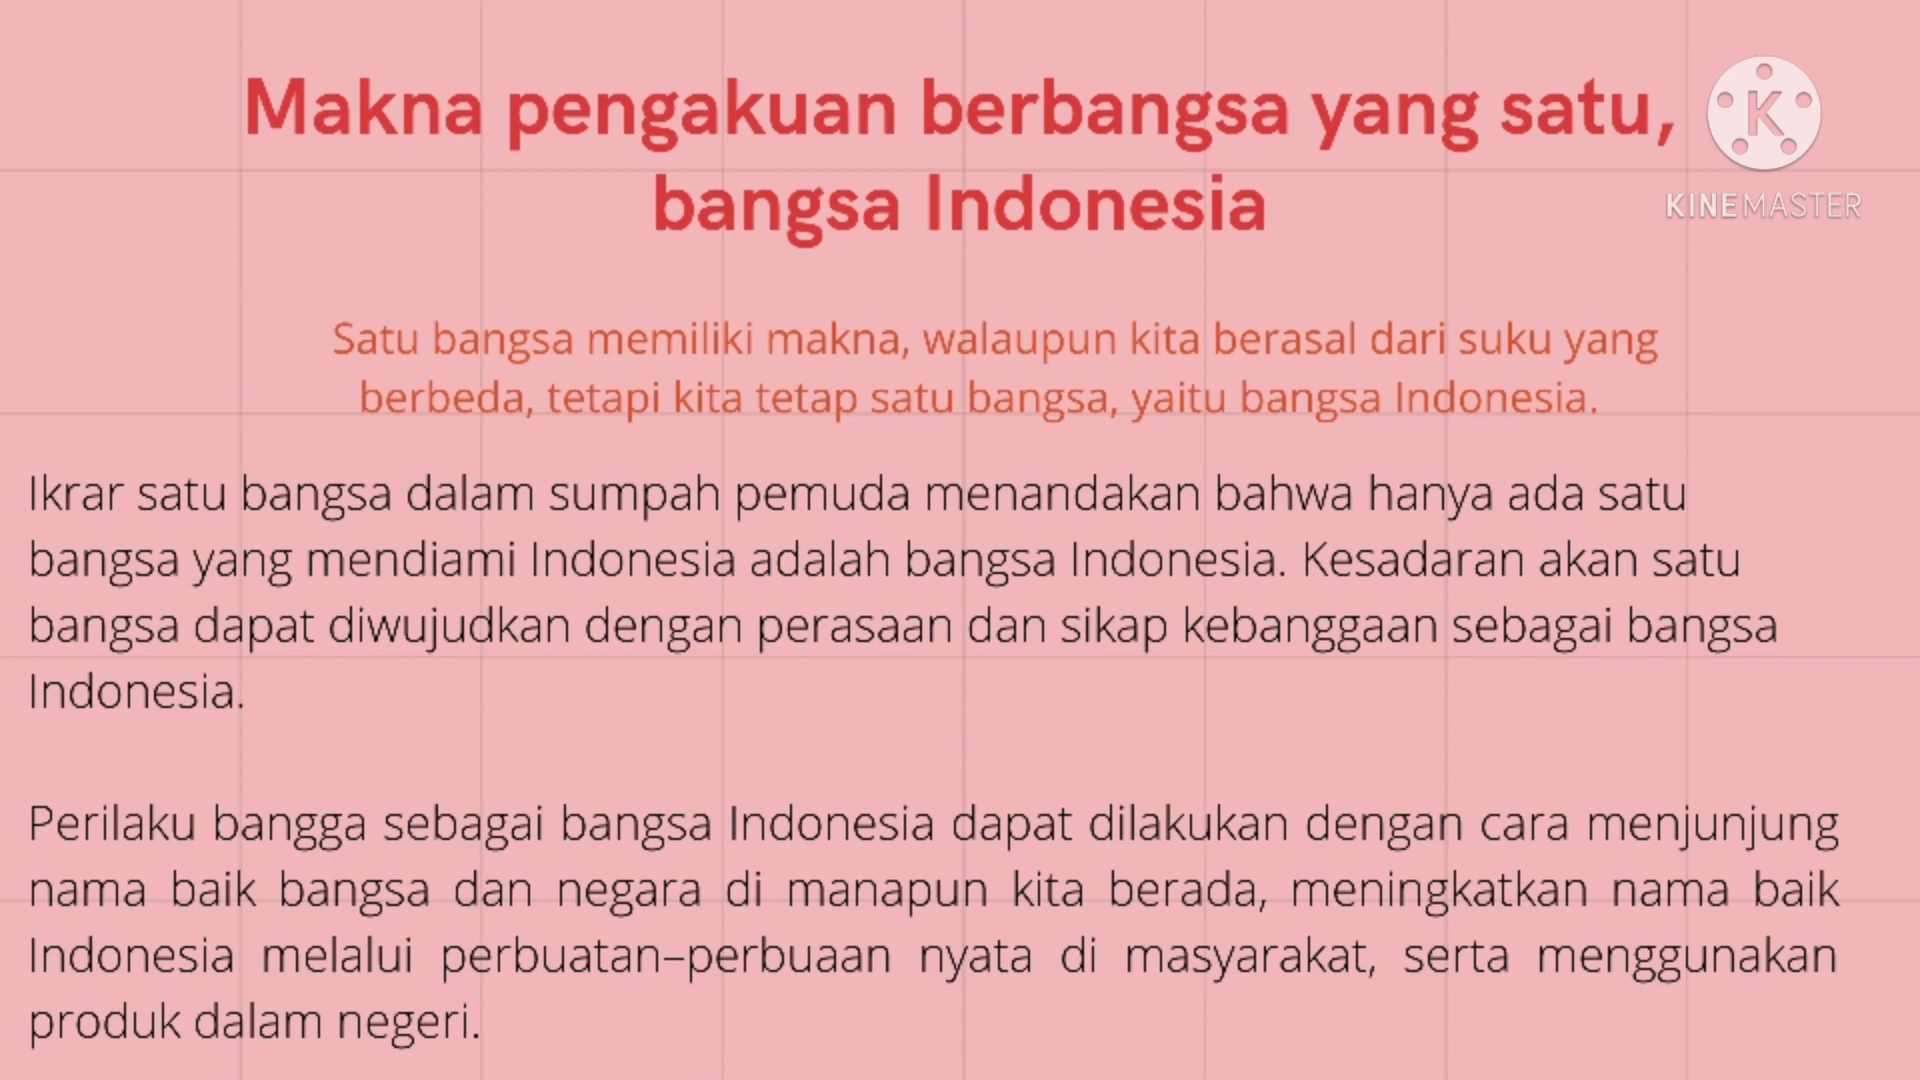 Makna pengakuan berbangsa yang satu,
bangsa Indonesia
K
KINEMASTER
Satu bangsa memiliki makna, walaupun kita berasal dari suku yang
berbeda, tetapi kita tetap satu bangsa, yaitu bangsa Indonesia.
Ikrar satu bangsa dalam sumpah pemuda menandakan bahwa hanya ada satu
bangsa yang mendiami Indonesia adalah bangsa Indonesia. Kesadaran akan satu
bangsa dapat diwujudkan dengan perasaan dan sikap kebanggaan sebagai bangsa
Indonesia.
Perilaku bangga sebagai bangsa Indonesia dapat dilakukan dengan cara menjunjung
nama baik bangsa dan negara di manapun kita berada, meningkatkan nama baik
Indonesia melalui perbuatan–perbuaan nyata di masyarakat, serta menggunakan
produk dalam negeri.